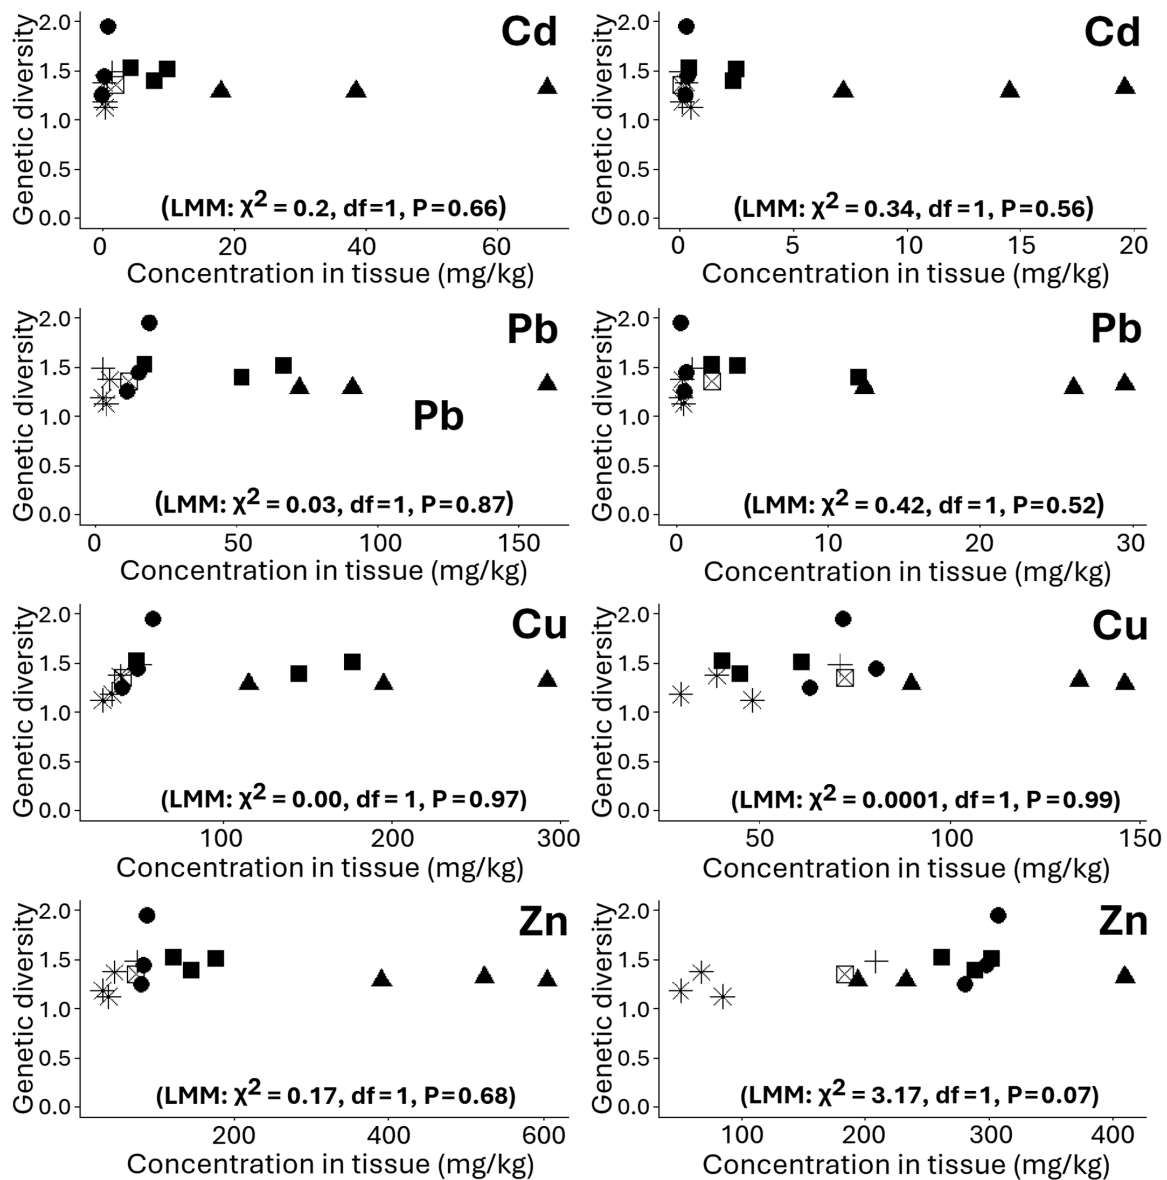 Cd
Genetic diversity
2.0
1.5
1.0
0.5
0.0
(LMM: χ² = 0.2, df=1, P=0.66)
0 20 40 60
Concentration in tissue (mg/kg)
Cd
Genetic diversity
2.0
1.5
1.0
0.5
0.0
(LMM: χ² = 0.34, df=1, P=0.56)
0 5 10 15 20
Concentration in tissue (mg/kg)
Pb
Genetic diversity
2.0
1.5
1.0
0.5
0.0
Pb
(LMM: χ² = 0.03, df=1, P=0.87)
0 50 100 150
Concentration in tissue (mg/kg)
Pb
Genetic diversity
2.0
1.5
1.0
0.5
0.0
(LMM: χ² = 0.42, df=1, P=0.52)
0 10 20 30
Concentration in tissue (mg/kg)
Cu
Genetic diversity
2.0
1.5
1.0
0.5
0.0
(LMM: χ² = 0.00, df = 1, P = 0.97)
100 200 300
Concentration in tissue (mg/kg)
Cu
Genetic diversity
2.0
1.5
1.0
0.5
0.0
(LMM: χ² = 0.0001, df=1, P=0.99)
50 100 150
Concentration in tissue (mg/kg)
Zn
Genetic diversity
2.0
1.5
1.0
0.5
0.0
(LMM: χ² = 0.17, df=1, P=0.68)
200 400 600
Concentration in tissue (mg/kg)
Zn
Genetic diversity
2.0
1.5
1.0
0.5
0.0
(LMM: χ² = 3.17, df=1, P=0.07)
100 200 300 400
Concentration in tissue (mg/kg)